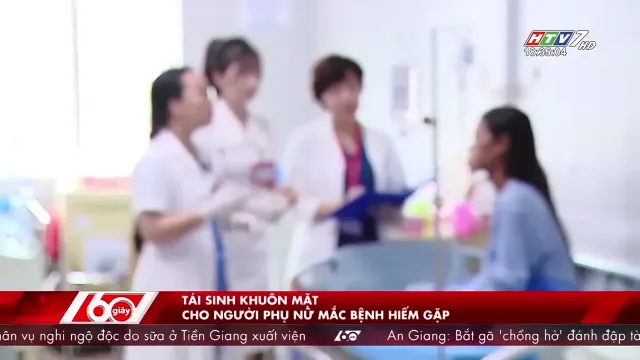 HTV7 HD
18:35:04
60 giây
TÁI SINH KHUÔN MẶT
CHO NGƯỜI PHỤ NỮ MẮC BỆNH HIẾM GẶP
hân vụ nghi ngộ độc do sữa ở Tiền Giang xuất viện
60
An Giang: Bắt gã 'chồng hờ' đánh đập tà